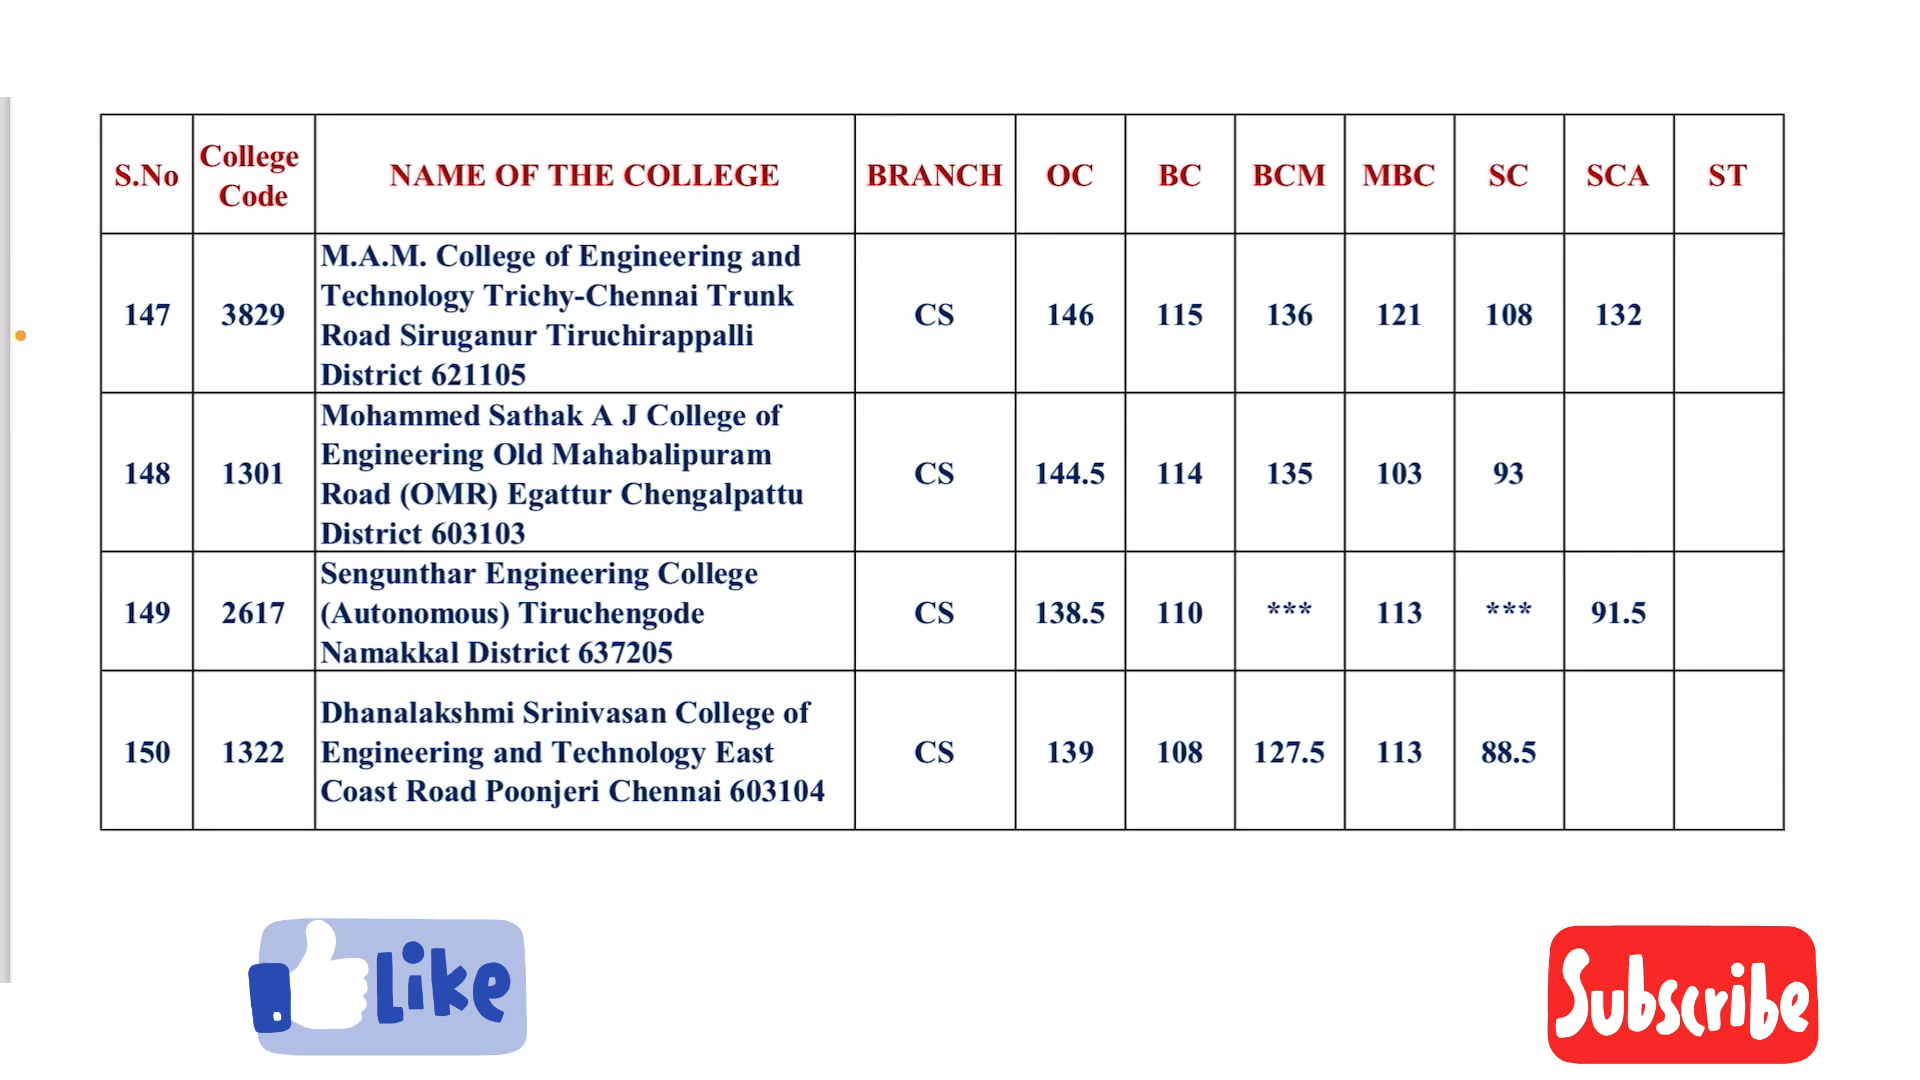 S.No College Code NAME OF THE COLLEGE BRANCH OC BC BCM MBC SC SCA ST
M.A.M. College of Engineering and
Technology Trichy-Chennai Trunk
147 3829 Road Siruganur Tiruchirappalli CS 146 115 136 121 108 132
District 621105
Mohammed Sathak A J College of
Engineering Old Mahabalipuram
148 1301 Road (OMR) Egattur Chengalpattu CS 144.5 114 135 103 93
District 603103
Sengunthar Engineering College
149 2617 (Autonomous) Tiruchengode CS 138.5 110 *** 113 *** 91.5
Namakkal District 637205
Dhanalakshmi Srinivasan College of
150 1322 Engineering and Technology East CS 139 108 127.5 113 88.5
Coast Road Poonjeri Chennai 603104
Like
Subscribe